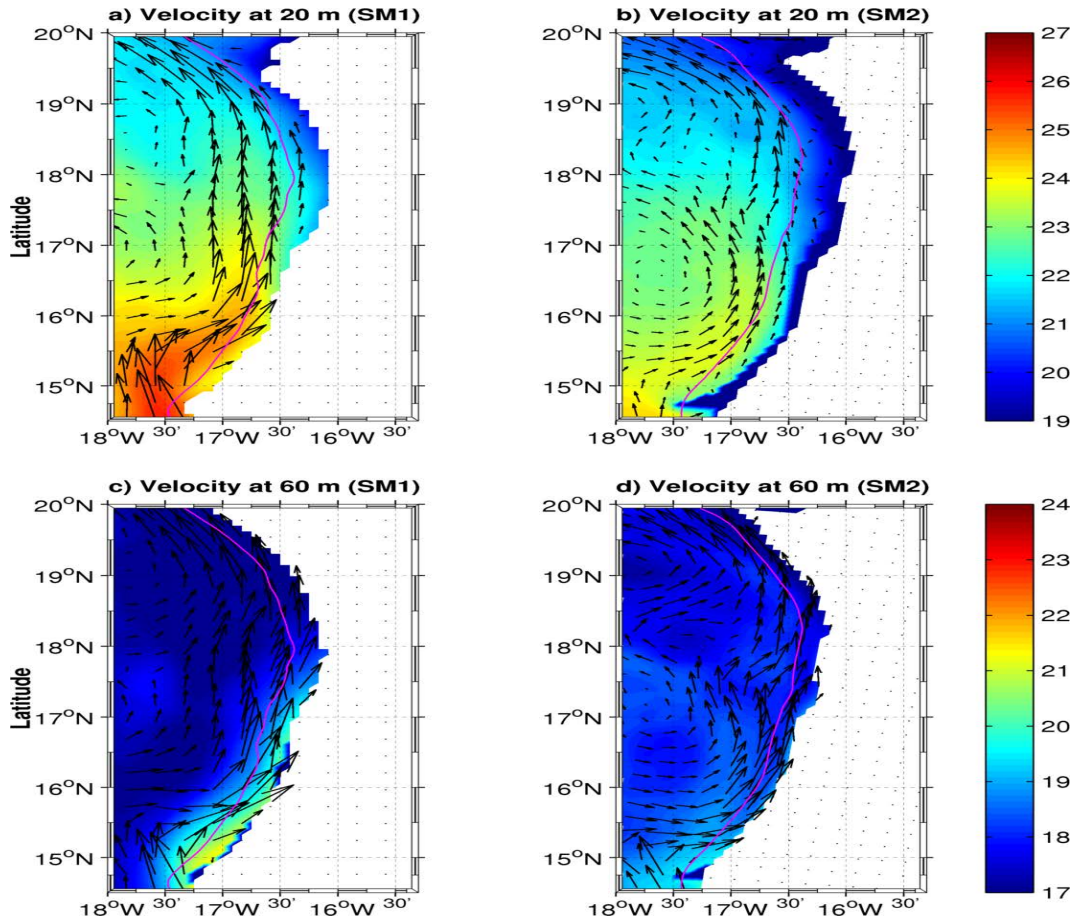 a) Velocity at 20 m (SM1)
b) Velocity at 20 m (SM2)
20°N
19°N
18°N
17°N
16°N
15°N
Latitude
18°W 30' 17°W 30' 16°W 30'
20°N
19°N
18°N
17°N
16°N
15°N
18°W 30' 17°W 30' 16°W 30'
27
26
25
24
23
22
21
20
19
c) Velocity at 60 m (SM1)
d) Velocity at 60 m (SM2)
20°N
19°N
18°N
17°N
16°N
15°N
Latitude
18°W 30' 17°W 30' 16°W 30'
20°N
19°N
18°N
17°N
16°N
15°N
18°W 30' 17°W 30' 16°W 30'
24
23
22
21
20
19
18
17